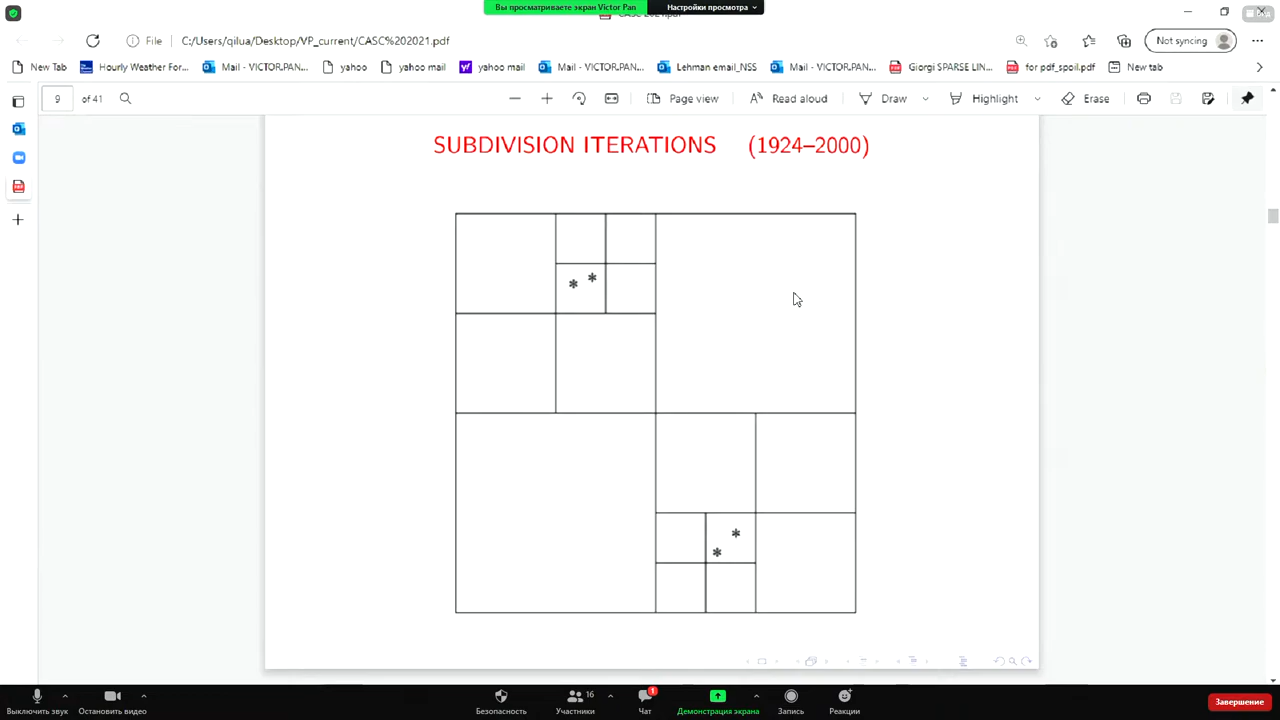 Вы просматриваете экран Victor Pan
Настройки просмотра
File
C:/Users/qilua/Desktop/VP_current/CASC%202021.pdf
Not syncing
New Tab
Hourly Weather For...
Mail - VICTOR.PAN...
yahoo
yahoo mail
yahoo mail
Mail - VICTOR.PAN...
Lehman email_NSS
Mail - VICTOR.PAN...
Giorgi SPARSE LIN...
for pdf_spoil.pdf
New tab
9
of 41
Page view
Read aloud
Draw
Highlight
Erase
SUBDIVISION ITERATIONS (1924–2000)
* *
*
*
16
1
Выключить звук
Остановить видео
Безопасность
Участники
Чат
Демонстрация экрана
Запись
Реакции
Завершение